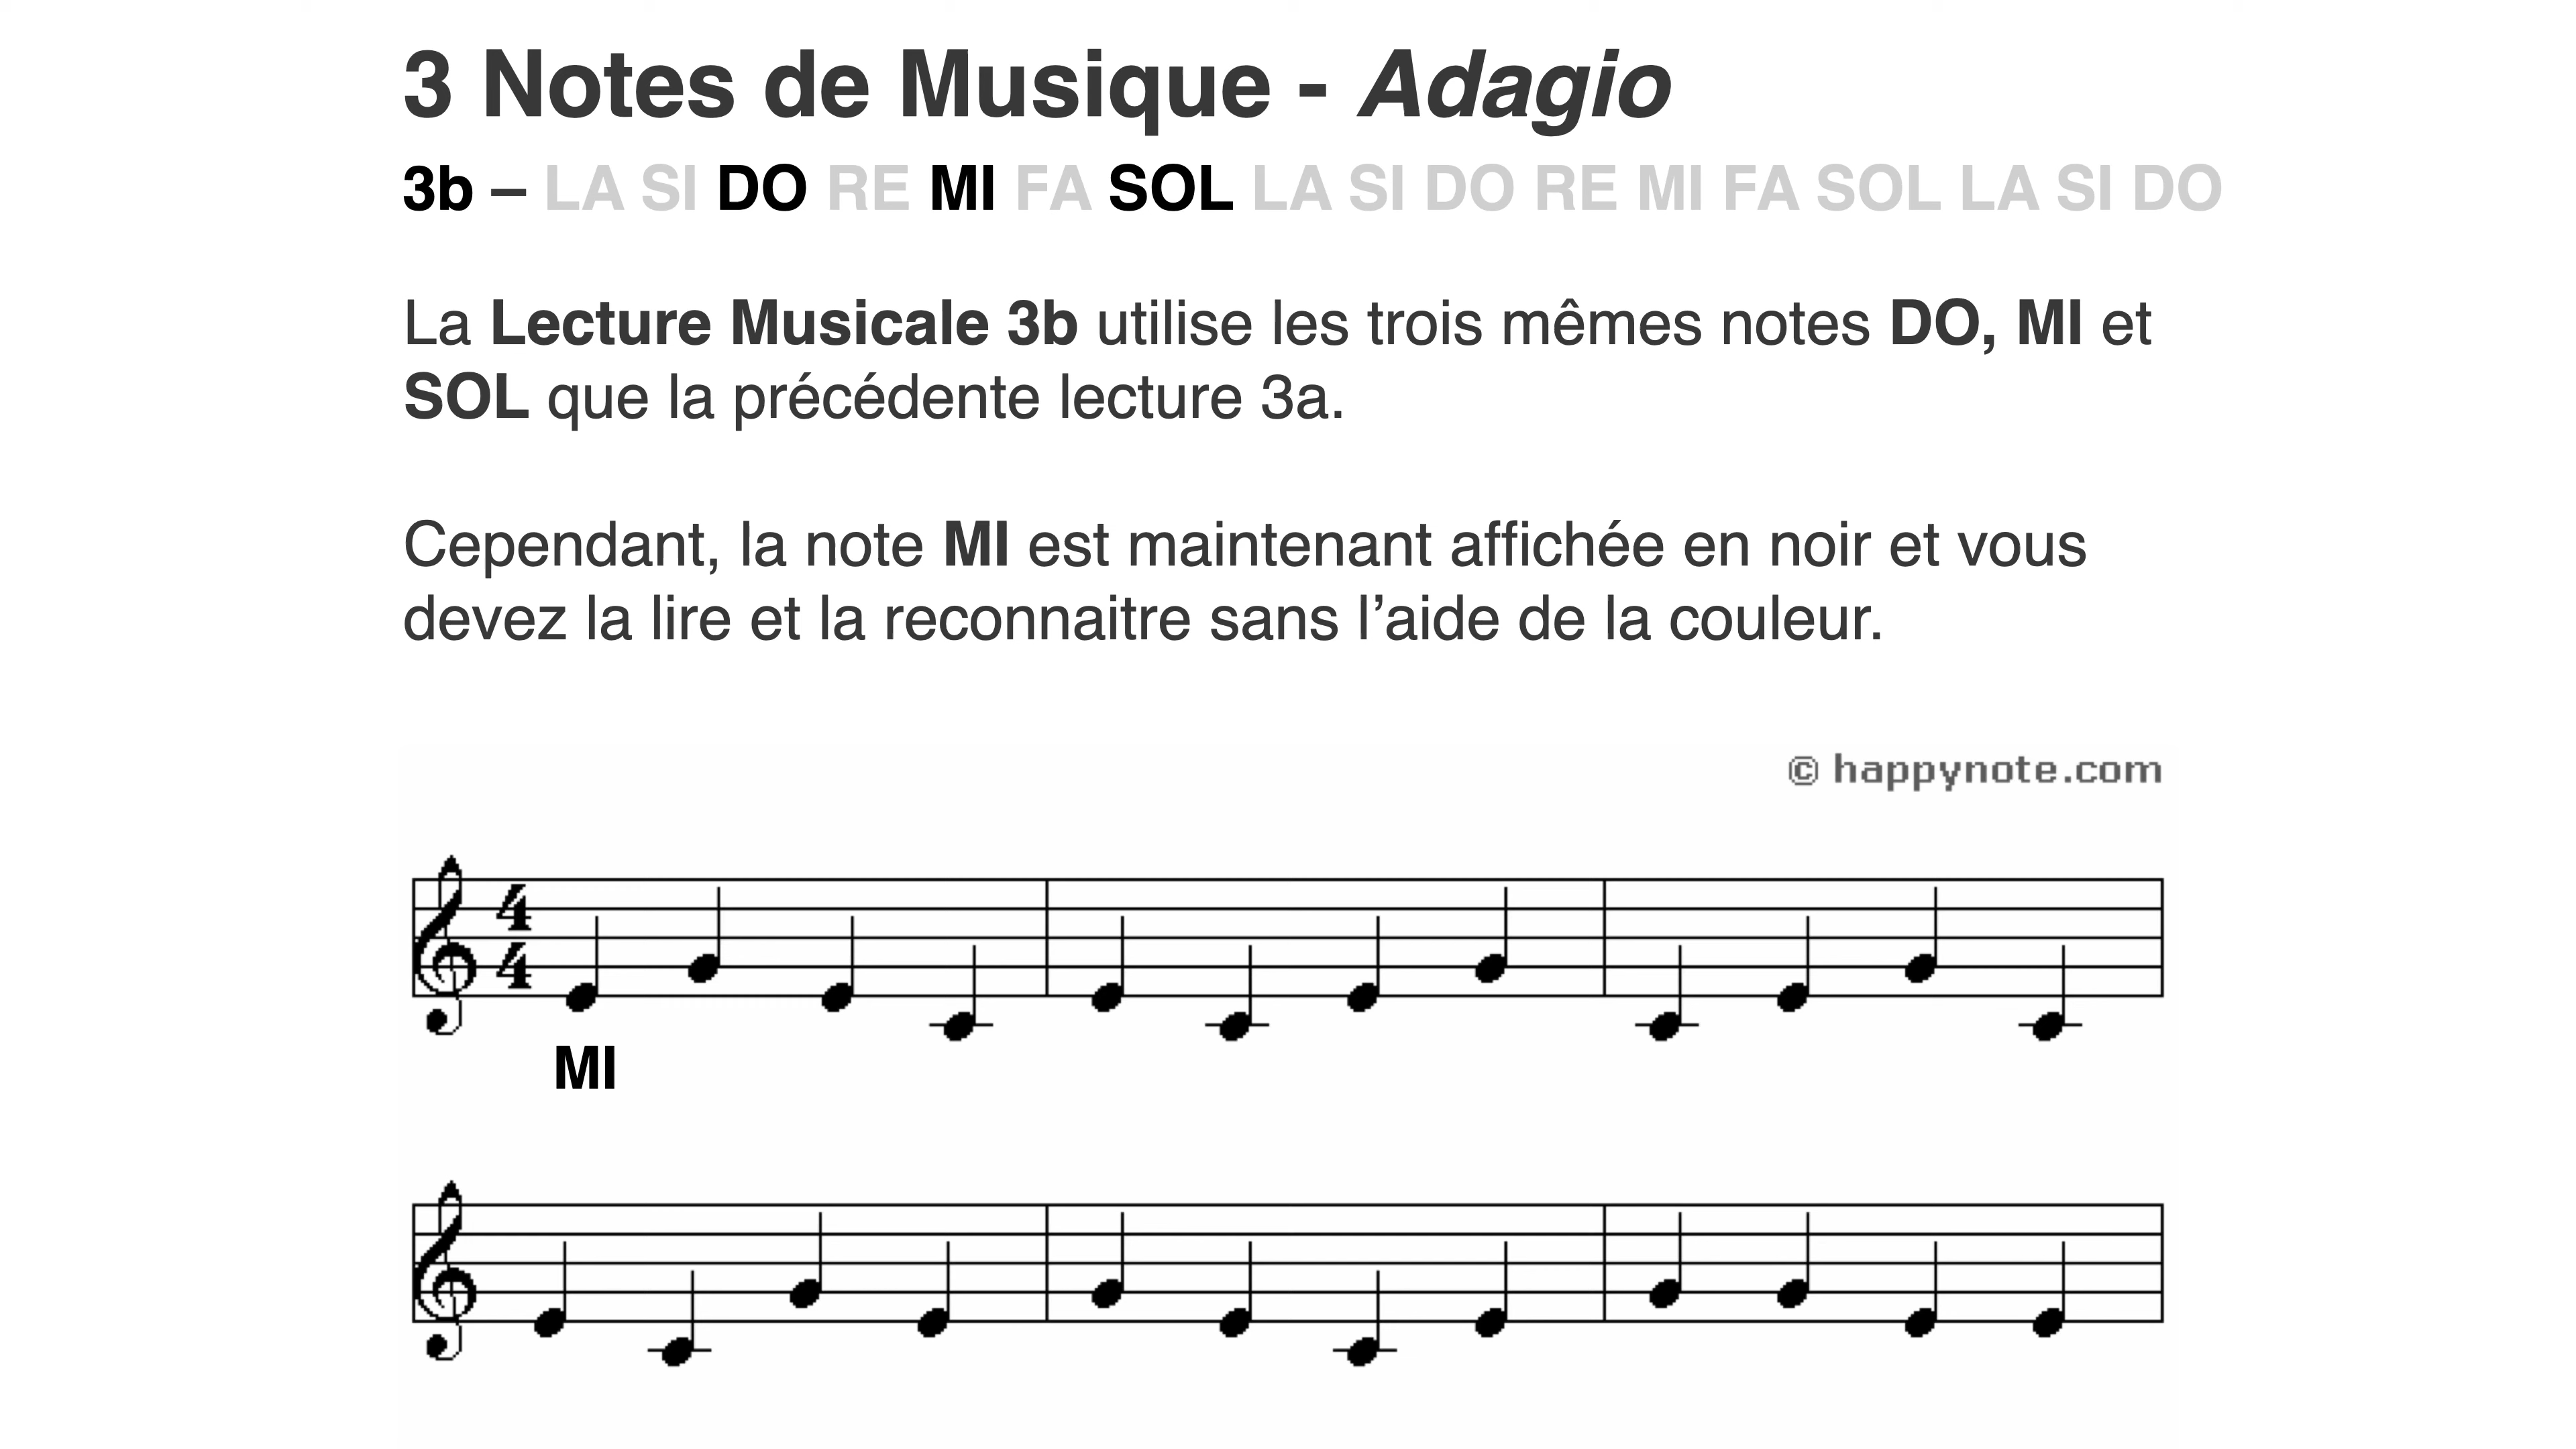 3 Notes de Musique - Adagio
3b – LA SI DO RE MI FA SOL LA SI DO RE MI FA SOL LA SI DO
La Lecture Musicale 3b utilise les trois mêmes notes DO, MI et
SOL que la précédente lecture 3a.
Cependant, la note MI est maintenant affichée en noir et vous
devez la lire et la reconnaitre sans l’aide de la couleur.
© happynote.com
4
4
MI